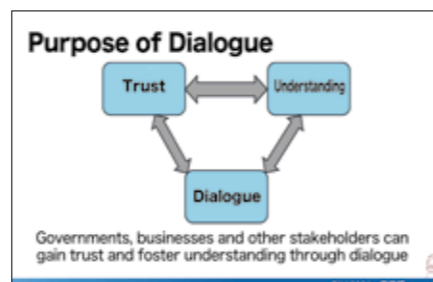 Purpose of Dialogue
Trust
Understanding
Dialogue
Governments, businesses and other stakeholders can
gain trust and foster understanding through dialogue